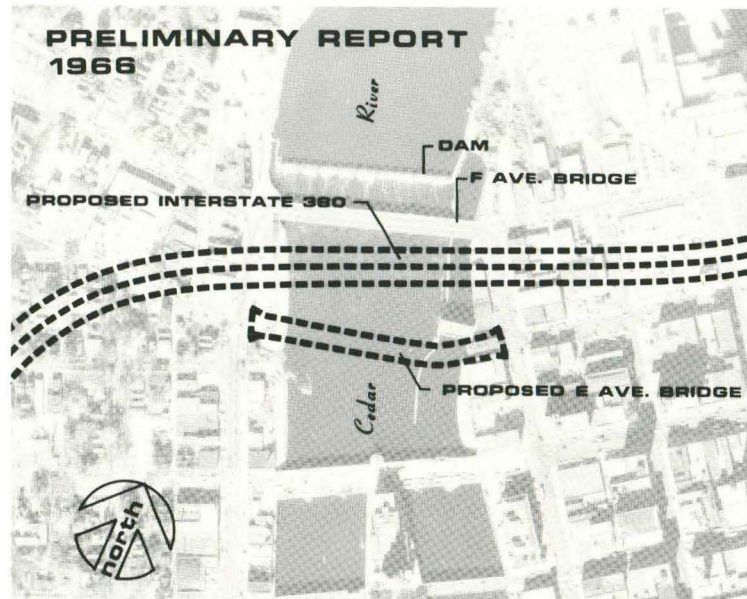 PRELIMINARY REPORT
1966
River
DAM
F AVE. BRIDGE
PROPOSED INTERSTATE 380
PROPOSED E AVE. BRIDGE
Cedar
north